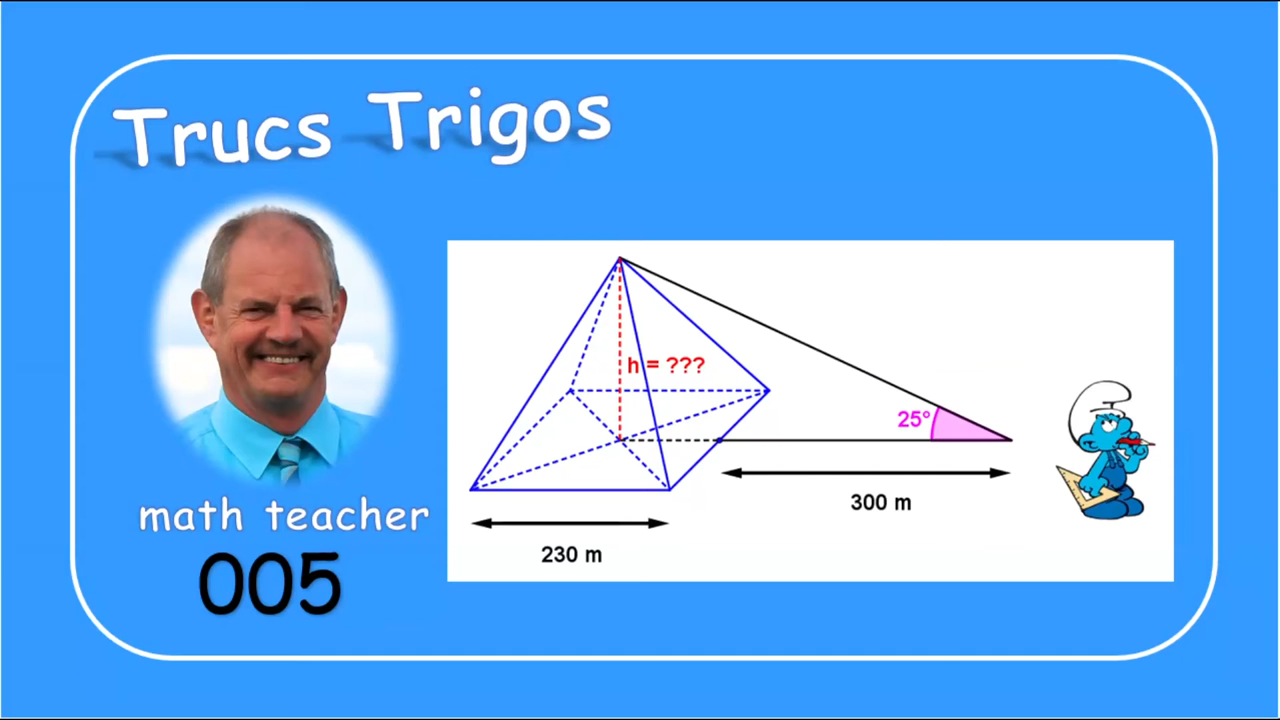 Trucs Trigos
math teacher
005
h = ???
25°
300 m
230 m